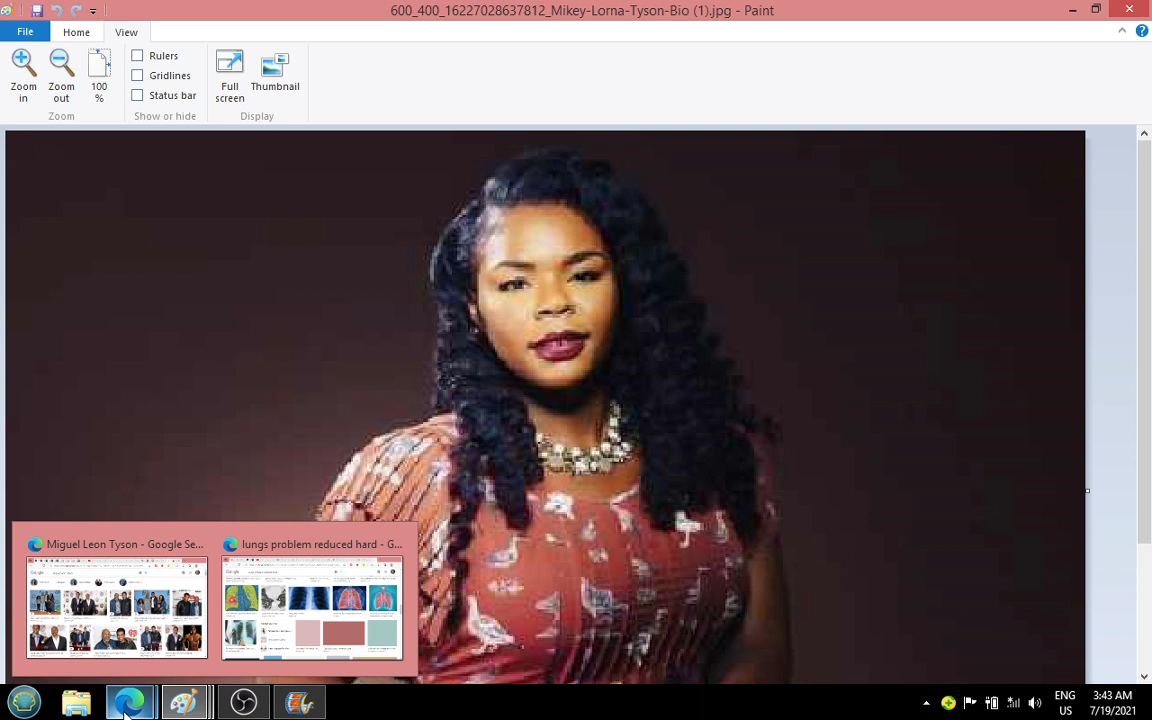 600_400_16227028637812_Mikey-Lorna-Tyson-Bio (1).jpg - Paint
File
Home
View
Zoom in
Zoom out
100 %
Rulers
Gridlines
Status bar
Full screen
Thumbnail
Zoom
Show or hide
Display
Miguel Leon Tyson - Google Se...
lungs problem reduced hard - G...
ENG
US
3:43 AM
7/19/2021